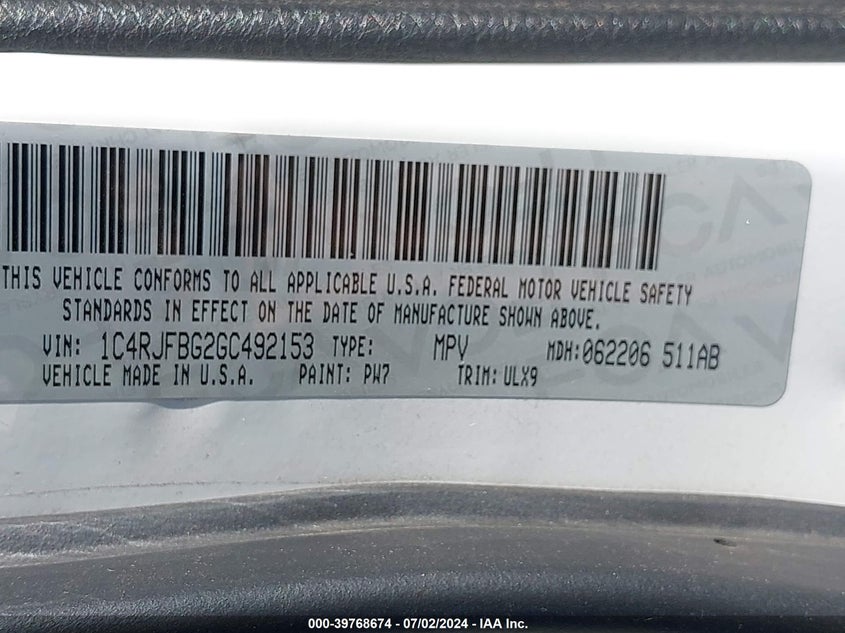 THIS VEHICLE CONFORMS TO ALL APPLICABLE U.S.A. FEDERAL MOTOR VEHICLE SAFETY
STANDARDS IN EFFECT ON THE DATE OF MANUFACTURE SHOWN ABOVE.
VIN: 1C4RJFBG2GC492153 TYPE: MPV MDH:062206 511AB
VEHICLE MADE IN U.S.A. PAINT: PW7 TRIM: ULX9
000-39768674 / 07/02/2024 - IAA Inc.